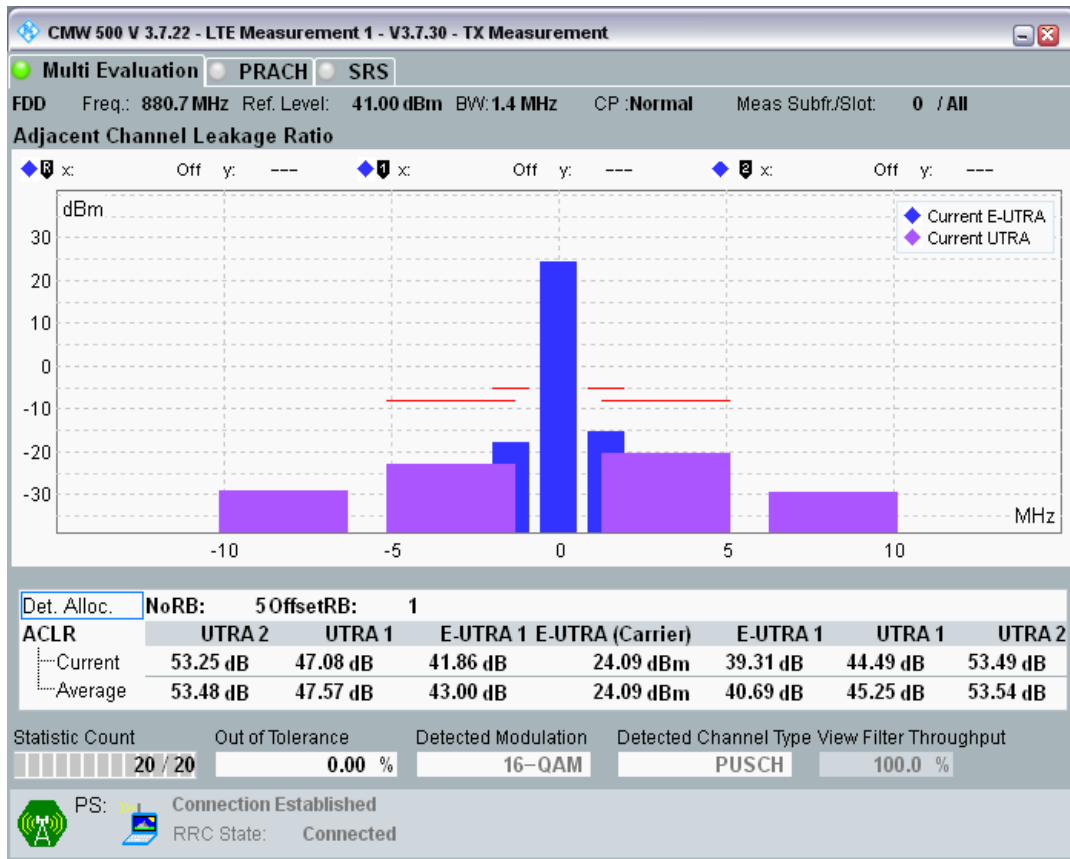 CMW 500 V 3.7.22 - LTE Measurement 1 - V3.7.30 - TX Measurement
Multi Evaluation PRACH SRS
FDD Freq.: 880.7 MHz Ref. Level: 41.00 dBm BW: 1.4 MHz CP :Normal Meas Subfr./Slot: 0 / All
Adjacent Channel Leakage Ratio
R x: Off y: --- 1 x: Off y: --- 2 x: Off y: ---
dBm
Current E-UTRA
Current UTRA
30
20
10
0
-10
-20
-30
MHz
-10 -5 0 5 10
Det. Alloc. NoRB: 5 OffsetRB: 1
ACLR UTRA 2 UTRA 1 E-UTRA 1 E-UTRA (Carrier) E-UTRA 1 UTRA 1 UTRA 2
Current 53.25 dB 47.08 dB 41.86 dB 24.09 dBm 39.31 dB 44.49 dB 53.49 dB
Average 53.48 dB 47.57 dB 43.00 dB 24.09 dBm 40.69 dB 45.25 dB 53.54 dB
Statistic Count Out of Tolerance Detected Modulation Detected Channel Type View Filter Throughput
20 / 20 0.00 % 16-QAM PUSCH 100.0 %
PS: Connection Established
RRC State: Connected